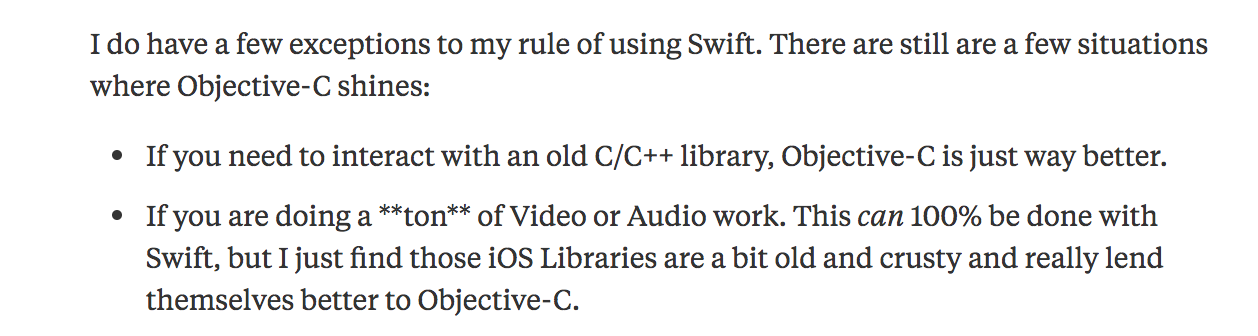 I do have a few exceptions to my rule of using Swift. There are still are a few situations
where Objective-C shines:
• If you need to interact with an old C/C++ library, Objective-C is just way better.
• If you are doing a **ton** of Video or Audio work. This can 100% be done with
Swift, but I just find those iOS Libraries are a bit old and crusty and really lend
themselves better to Objective-C.